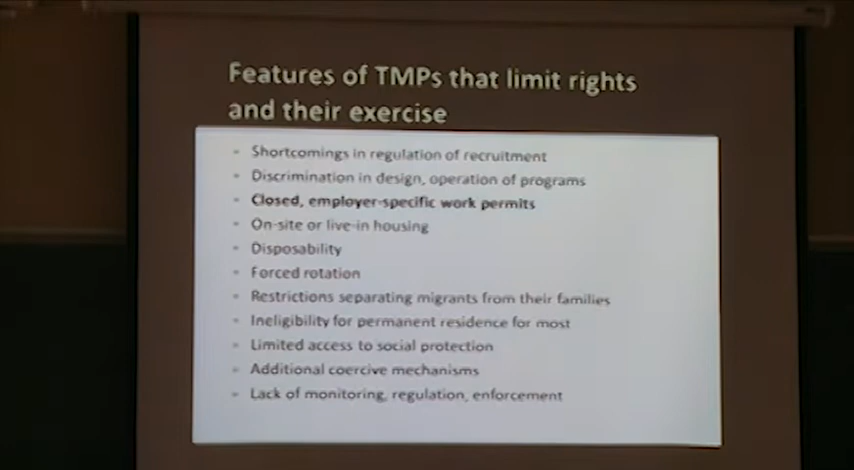 Features of TMPs that limit rights
and their exercise
- Shortcomings in regulation of recruitment
- Discrimination in design, operation of programs
- Closed, employer-specific work permits
- On-site or live-in housing
- Disposability
- Forced rotation
- Restrictions separating migrants from their families
- Ineligibility for permanent residence for most
- Limited access to social protection
- Additional coercive mechanisms
- Lack of monitoring, regulation, enforcement